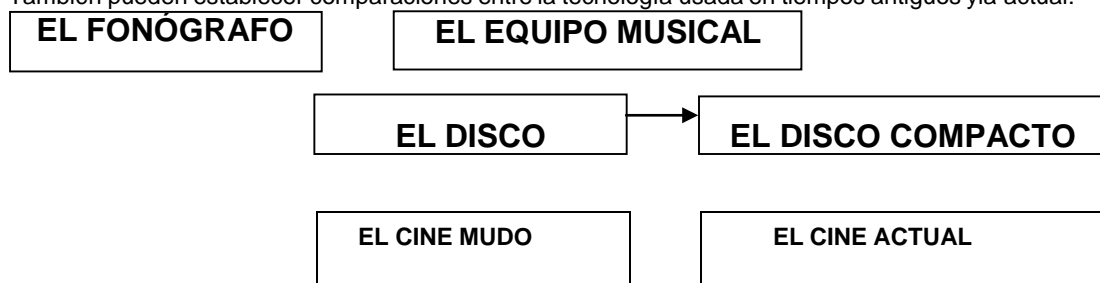 También pueden establecer comparaciones entre la tecnología usada en tiempos antiguos yla actual.
EL FONÓGRAFO EL EQUIPO MUSICAL
EL DISCO EL DISCO COMPACTO
EL CINE MUDO EL CINE ACTUAL